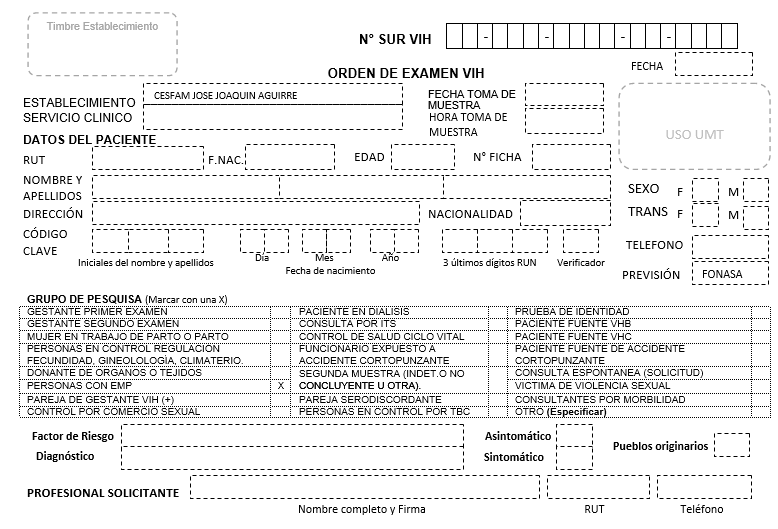 Timbre Establecimiento
N° SUR VIH - - - -
FECHA
ORDEN DE EXAMEN VIH
ESTABLECIMIENTO CESFAM JOSE JOAQUIN AGUIRRE
SERVICIO CLINICO
FECHA TOMA DE
MUESTRA
HORA TOMA DE
MUESTRA
USO UMT
DATOS DEL PACIENTE
RUT F.NAC. EDAD N° FICHA
NOMBRE Y
APELLIDOS
SEXO F M
DIRECCIÓN NACIONALIDAD
TRANS F M
CÓDIGO
CLAVE
Iniciales del nombre y apellidos
Día Mes Año
Fecha de nacimiento
3 últimos dígitos RUN Verificador
TELEFONO
PREVISIÓN FONASA
GRUPO DE PESQUISA (Marcar con una X)
GESTANTE PRIMER EXAMEN PACIENTE EN DIALISIS PRUEBA DE IDENTIDAD
GESTANTE SEGUNDO EXAMEN CONSULTA POR ITS PACIENTE FUENTE VHB
MUJER EN TRABAJO DE PARTO O PARTO CONTROL DE SALUD CICLO VITAL PACIENTE FUENTE VHC
PERSONAS EN CONTROL REGULACION FUNCIONARIO EXPUESTO A PACIENTE FUENTE DE ACCIDENTE
FECUNDIDAD, GINEOLOGIA, CLIMATERIO. ACCIDENTE CORTOPUNZANTE CORTOPUNZANTE
DONANTE DE ORGANOS O TEJIDOS SEGUNDA MUESTRA (INDET.O NO CONSULTA ESPONTANEA (SOLICITUD)
PERSONAS CON EMP X CONCLUYENTE U OTRA). VICTIMA DE VIOLENCIA SEXUAL
PAREJA DE GESTANTE VIH (+) PAREJA SERODISCORDANTE CONSULTANTES POR MORBILIDAD
CONTROL POR COMERCIO SEXUAL PERSONAS EN CONTROL POR TBC OTRO (Especificar)
Factor de Riesgo Asintomático Pueblos originarios
Diagnóstico Sintomático
PROFESIONAL SOLICITANTE
Nombre completo y Firma RUT Teléfono